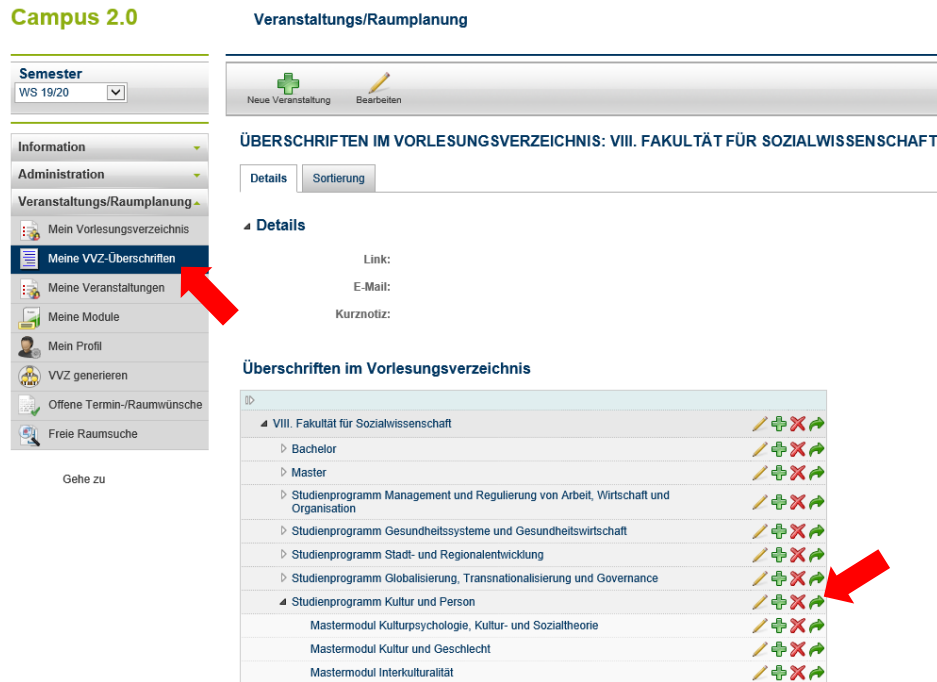 Campus 2.0
Veranstaltungs/Raumplanung
Semester
WS 19/20
Neue Veranstaltung
Bearbeiten
Information
Administration
Veranstaltungs/Raumplanung
Mein Vorlesungsverzeichnis
Meine VVZ-Überschriften
Meine Veranstaltungen
Meine Module
Mein Profil
VVZ generieren
Offene Termin-/Raumwünsche
Freie Raumsuche
Gehe zu
ÜBERSCHRIFTEN IM VORLESUNGSVERZEICHNIS: VIII. FAKULTÄT FÜR SOZIALWISSENSCHAFT
Details
Sortierung
Details
Link:
E-Mail:
Kurznotiz:
Überschriften im Vorlesungsverzeichnis
VIII. Fakultät für Sozialwissenschaft
Bachelor
Master
Studienprogramm Management und Regulierung von Arbeit, Wirtschaft und
Organisation
Studienprogramm Gesundheitssysteme und Gesundheitswirtschaft
Studienprogramm Stadt- und Regionalentwicklung
Studienprogramm Globalisierung, Transnationalisierung und Governance
Studienprogramm Kultur und Person
Mastermodul Kulturpsychologie, Kultur- und Sozialtheorie
Mastermodul Kultur und Geschlecht
Mastermodul Interkulturalität